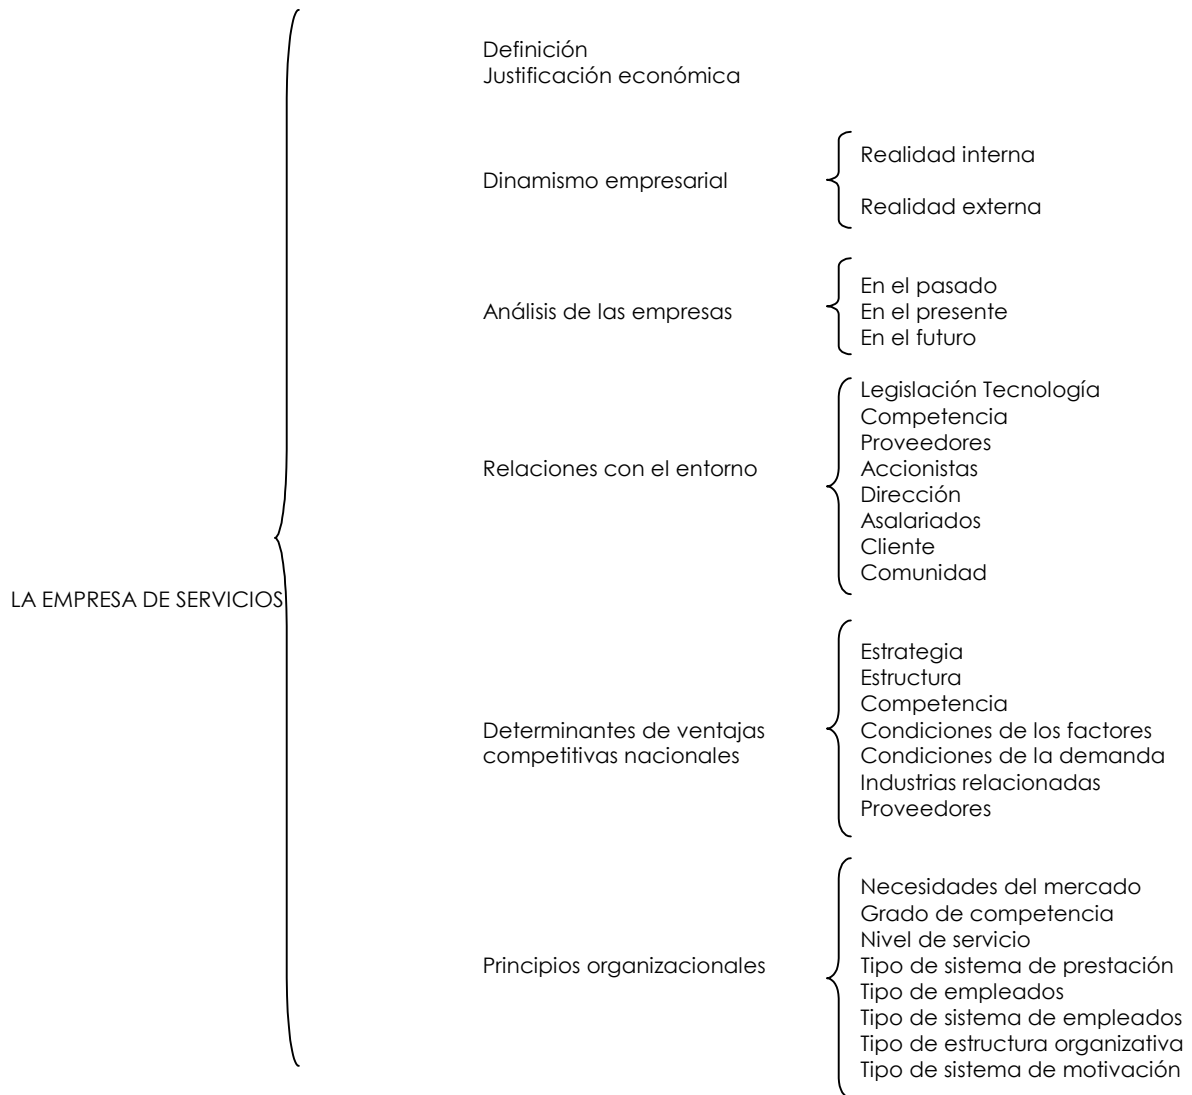 Definición
Justificación económica
Dinamismo empresarial
Realidad interna
Realidad externa
Análisis de las empresas
En el pasado
En el presente
En el futuro
Relaciones con el entorno
Legislación Tecnología
Competencia
Proveedores
Accionistas
Dirección
Asalariados
Cliente
Comunidad
LA EMPRESA DE SERVICIOS
Determinantes de ventajas
competitivas nacionales
Estrategia
Estructura
Competencia
Condiciones de los factores
Condiciones de la demanda
Industrias relacionadas
Proveedores
Principios organizacionales
Necesidades del mercado
Grado de competencia
Nivel de servicio
Tipo de sistema de prestación
Tipo de empleados
Tipo de sistema de empleados
Tipo de estructura organizativa
Tipo de sistema de motivación